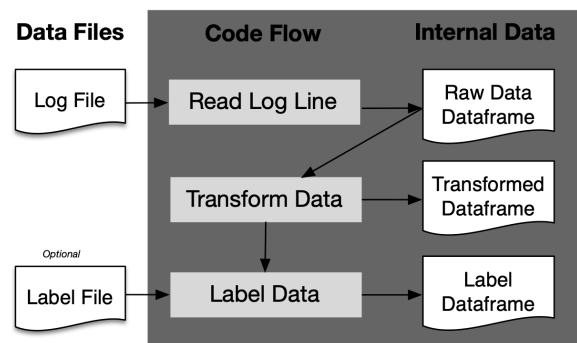 Data Files
Code Flow
Internal Data
Log File
Read Log Line
Raw Data
Dataframe
Transform Data
Transformed
Dataframe
Optional
Label File
Label Data
Label
Dataframe